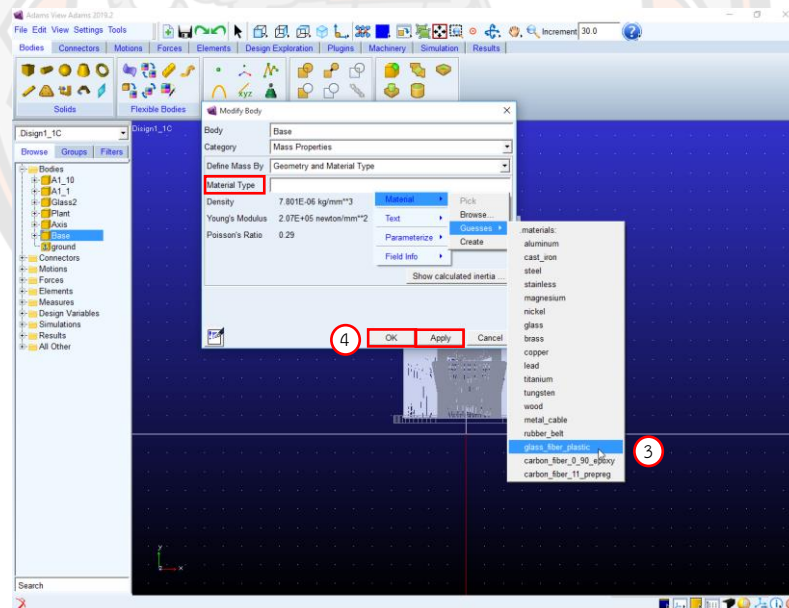 Adams View Adams 2019.2
File Edit View Settings Tools
Increment 30.0
Bodies Connectors Motions Forces Elements Design Exploration Plugins Machinery Simulation Results
xyz
Solids Flexible Bodies
Disign1_1C
Browse Groups Filters
Bodies
A1_10
A1_1
Glass2
Plant
Axis
Base
ground
Connectors
Motions
Forces
Elements
Measures
Design Variables
Simulations
Results
All Other
Search
Disign1_1C
Modify Body
Body Base
Category Mass Properties
Define Mass By Geometry and Material Type
Material Type
Density 7.801E-06 kg/mm**3
Young's Modulus 2.07E+05 newton/mm**2
Poisson's Ratio 0.29
Show calculated inertia ...
4
OK Apply Cancel
Material
Text
Parameterize
Field Info
Pick
Browse...
Guesses
Create
.materials:
aluminum
cast_iron
steel
stainless
magnesium
nickel
glass
brass
copper
lead
titanium
tungsten
wood
metal_cable
rubber_belt
glass_fiber_plastic
carbon_fiber_0_90_epoxy
carbon_fiber_11_prepreg
3
y
x